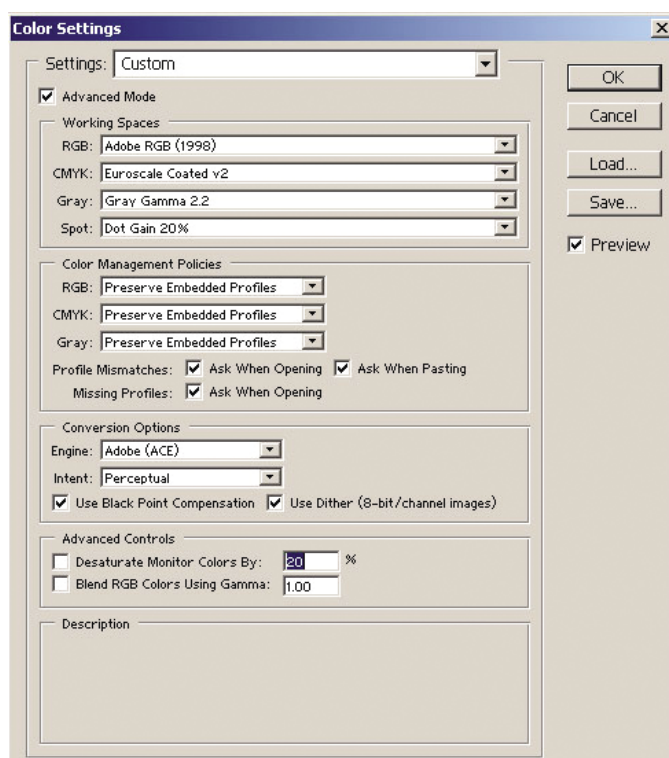 Color Settings
Settings: Custom
OK
Advanced Mode
Cancel
Working Spaces
RGB: Adobe RGB (1998)
CMYK: Euroscale Coated v2
Load...
Gray: Gray Gamma 2.2
Save...
Spot: Dot Gain 20%
Preview
Color Management Policies
RGB: Preserve Embedded Profiles
CMYK: Preserve Embedded Profiles
Gray: Preserve Embedded Profiles
Profile Mismatches: Ask When Opening Ask When Pasting
Missing Profiles: Ask When Opening
Conversion Options
Engine: Adobe (ACE)
Intent: Perceptual
Use Black Point Compensation Use Dither (8-bit/channel images)
Advanced Controls
Desaturate Monitor Colors By: 20 %
Blend RGB Colors Using Gamma: 1.00
Description